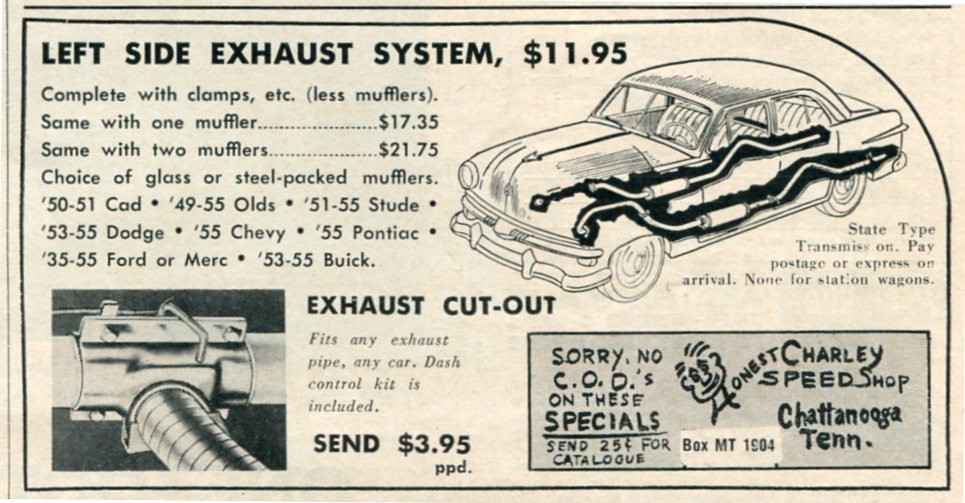 LEFT SIDE EXHAUST SYSTEM, $11.95
Complete with clamps, etc. (less mufflers).
Same with one muffler....................$17.35
Same with two mufflers..................$21.75
Choice of glass or steel-packed mufflers.
'50-51 Cad • '49-55 Olds • '51-55 Stude •
'53-55 Dodge • '55 Chevy • '55 Pontiac •
'35-55 Ford or Merc • '53-55 Buick.
State Type
Transmiss on. Pay
postage or express on
arrival. None for station wagons.
EXHAUST CUT-OUT
Fits any exhaust
pipe, any car. Dash
control kit is
included.
SEND $3.95
ppd.
SORRY, NO
C.O.D.'s
ON THESE
SPECIALS
SEND 25¢ FOR
CATALOGUE
HONEST CHARLEY
SPEED SHOP
Chattanooga
Tenn.
Box MT 1904